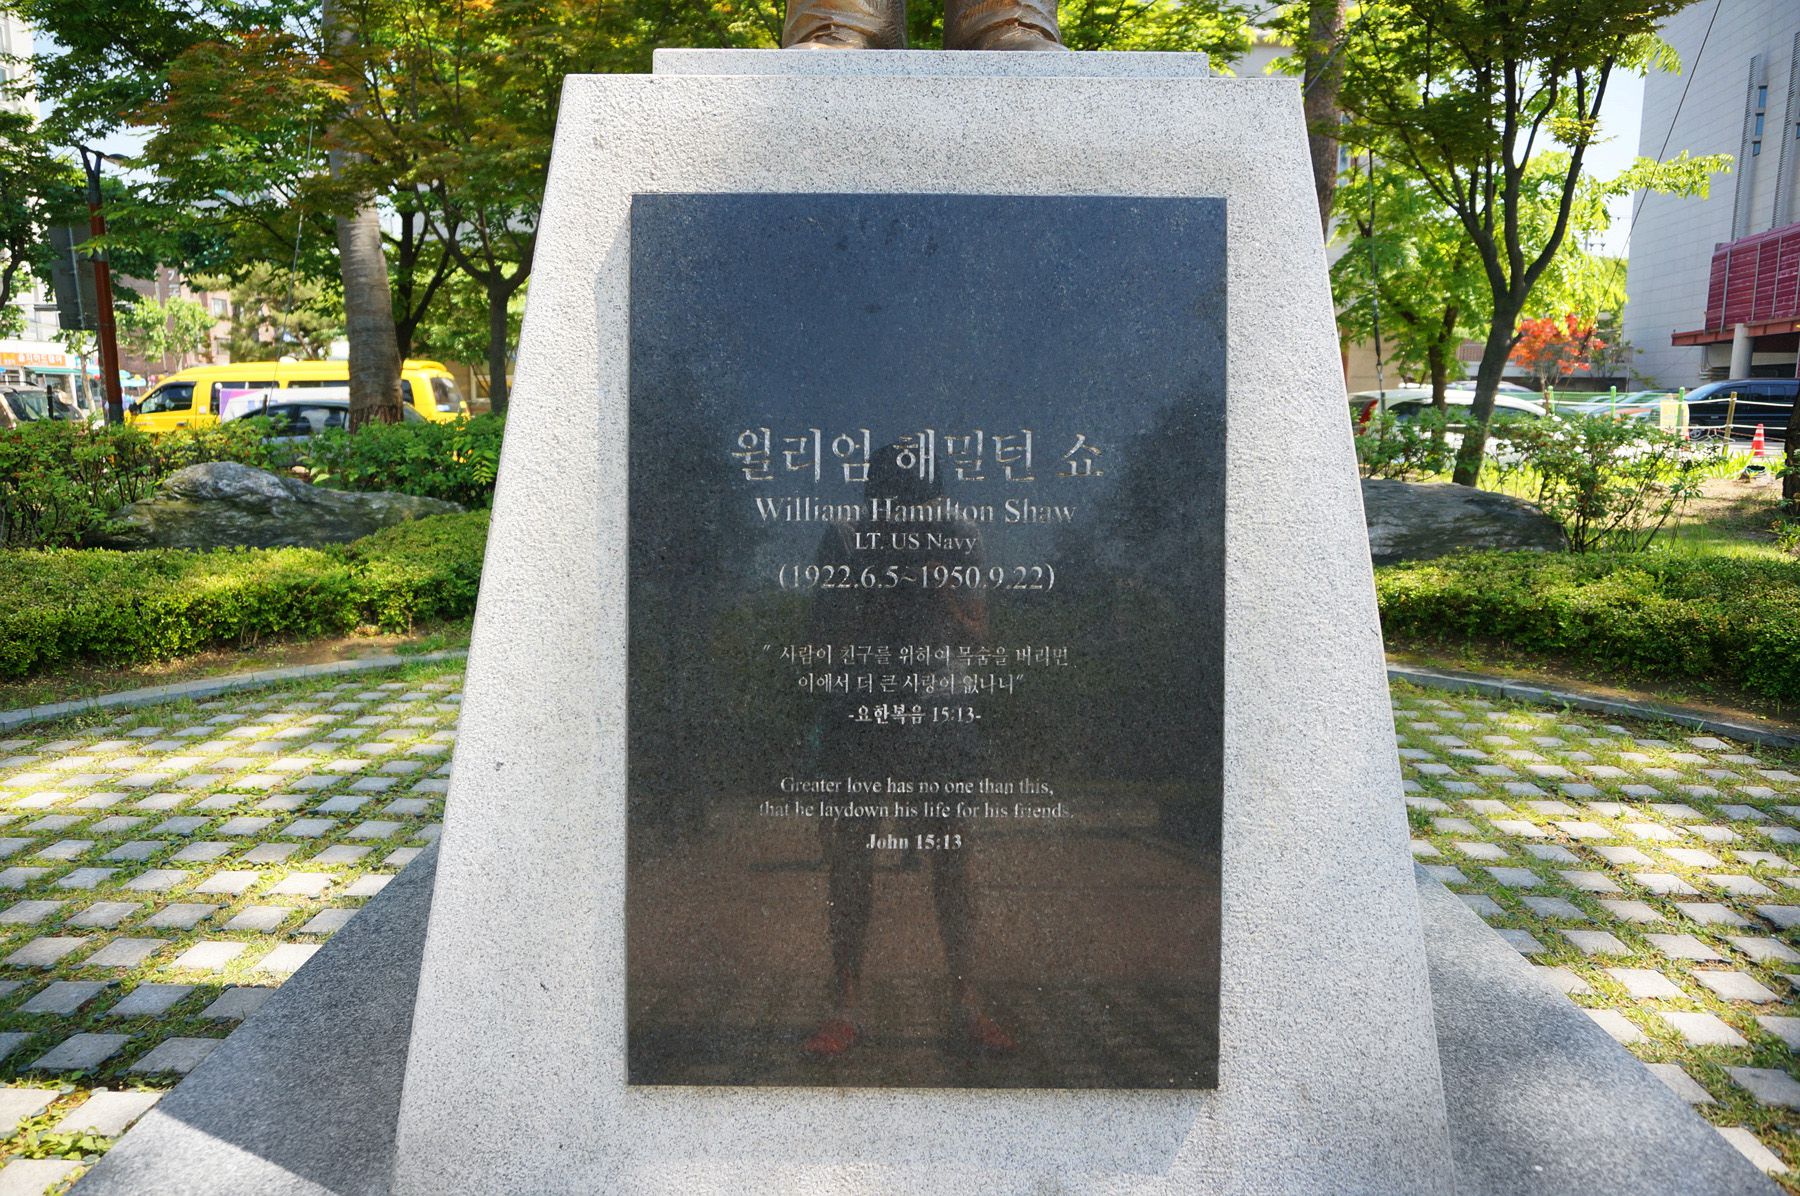 윌리엄 해밀턴 쇼
William Hamilton Shaw
LT. US Navy
(1922.6.5~1950.9.22)
"사람이 친구를 위하여 목숨을 버리면
이에서 더 큰 사랑이 없나니"
-요한복음 15:13-
Greater love has no one than this,
that he laydown his life for his friends.
John 15:13